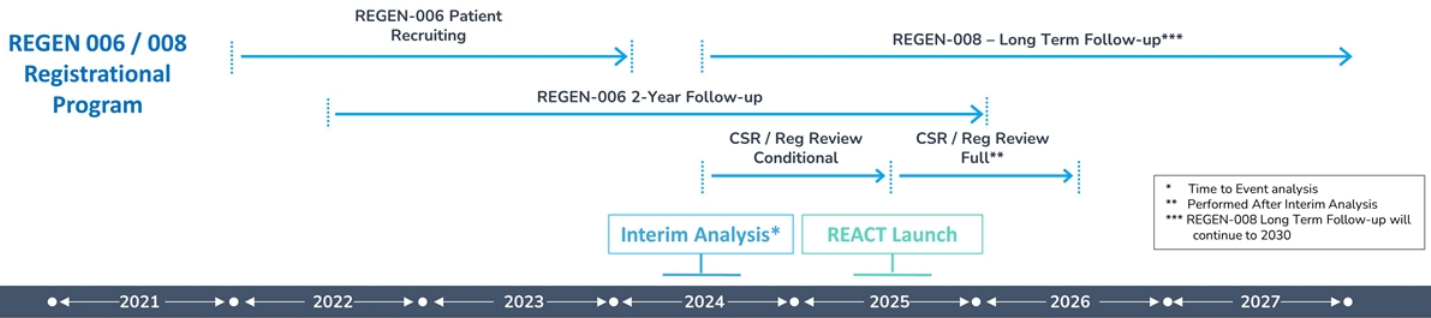 REGEN 006 / 008
Registrational
Program
REGEN-006 Patient
Recruiting
REGEN-008 – Long Term Follow-up***
REGEN-006 2-Year Follow-up
CSR / Reg Review
Conditional
CSR / Reg Review
Full**
* Time to Event analysis
** Performed After Interim Analysis
*** REGEN-008 Long Term Follow-up will
continue to 2030
Interim Analysis*
REACT Launch
2021 2022 2023 2024 2025 2026 2027